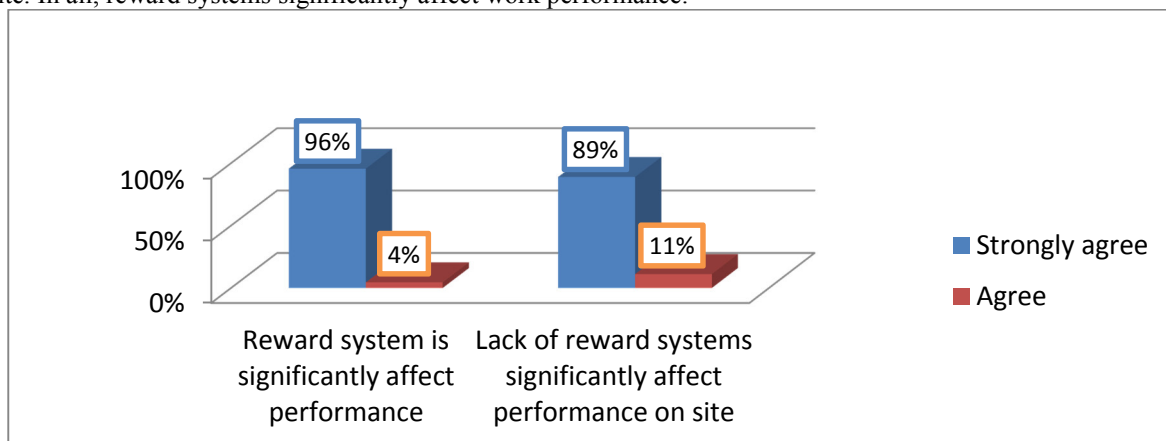 ite. In all, reward systems significantly affect work performance.
96%
89%
100%
4%
11%
50%
0%
Strongly agree
Agree
Reward system is
significantly affect
performance
Lack of reward systems
significantly affect
performance on site